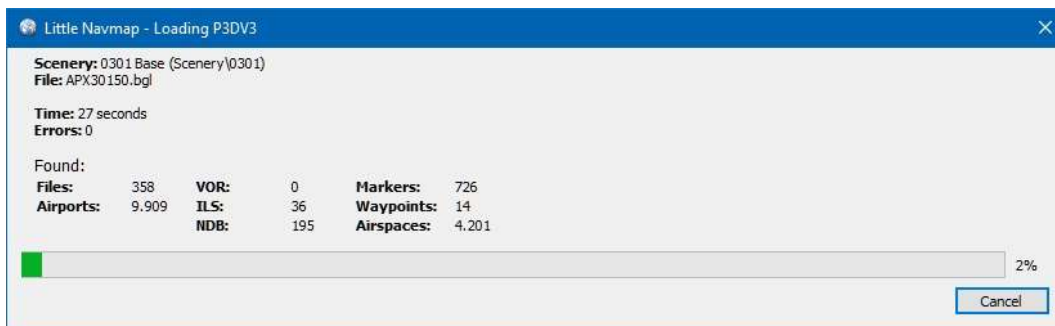 Little Navmap - Loading P3DV3
Scenery: 0301 Base (Scenery\0301)
File: APX30150.bgl
Time: 27 seconds
Errors: 0
Found:
Files: 358 VOR: 0 Markers: 726
Airports: 9.909 ILS: 36 Waypoints: 14
NDB: 195 Airspaces: 4.201
2%
Cancel